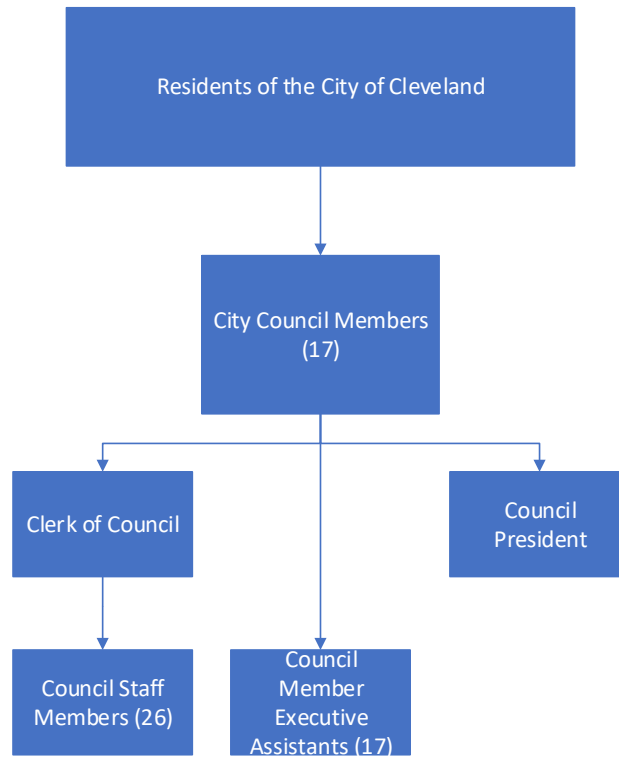 Residents of the City of Cleveland
City Council Members
(17)
Clerk of Council
Council
President
Council Staff
Members (26)
Council
Member
Executive
Assistants (17)